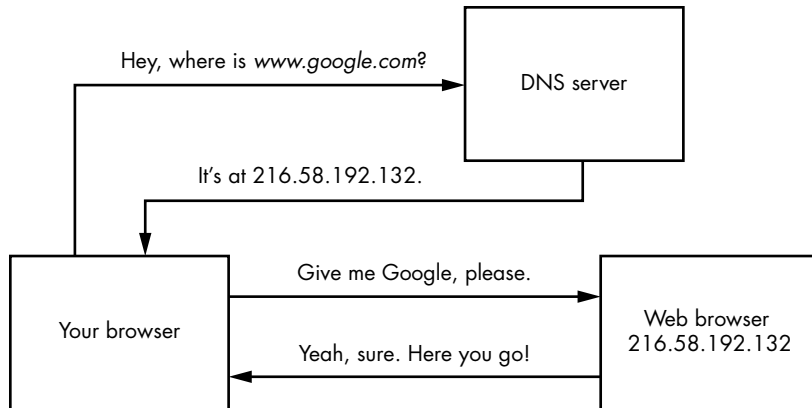 Hey, where is www.google.com?
DNS server
It's at 216.58.192.132.
Give me Google, please.
Your browser
Web browser
216.58.192.132
Yeah, sure. Here you go!